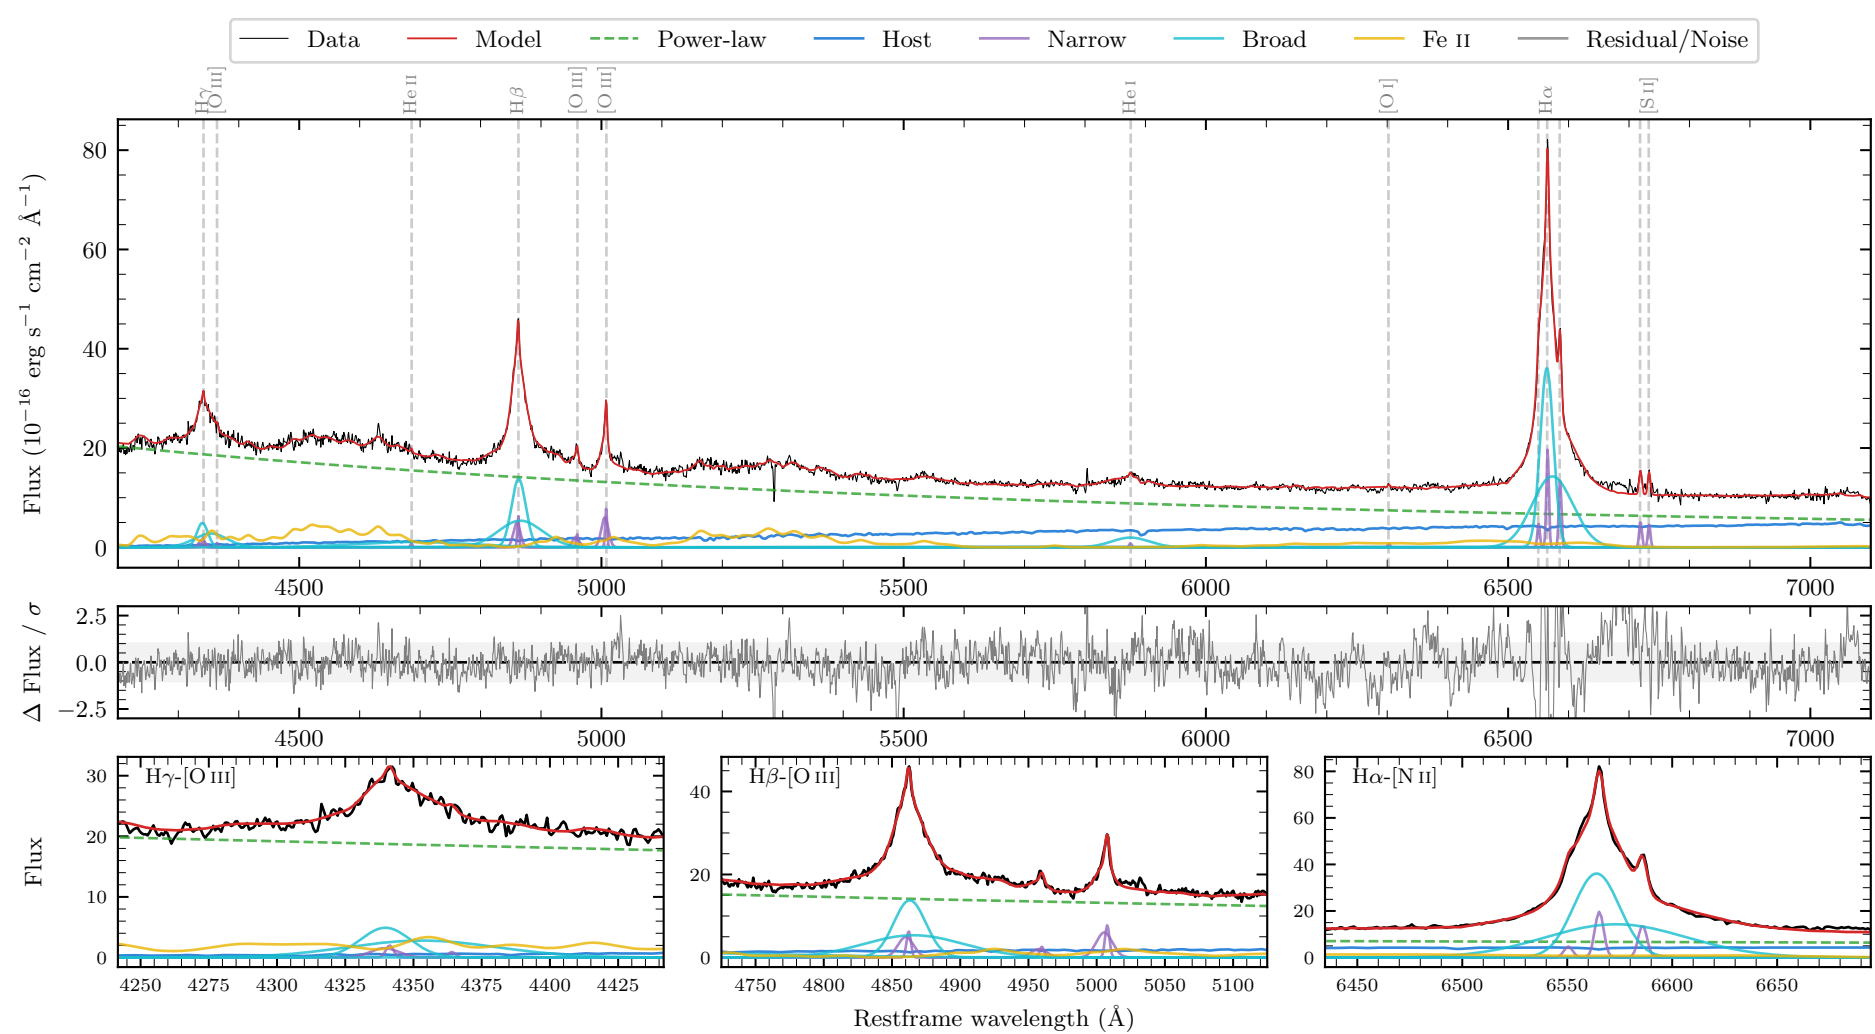 Data Model Power-law Host Narrow Broad Fe II Residual/Noise
Hγ [O III] He II Hβ [O III] [O III] He I [O I] Hα [S II]
Flux (10−16 erg s−1 cm−2 Å−1)
80
60
40
20
0
4500 5000 5500 6000 6500 7000
Δ Flux / σ
2.5
0.0
−2.5
4500 5000 5500 6000 6500 7000
Flux
Hγ-[O III]
30
20
10
0
4250 4275 4300 4325 4350 4375 4400 4425
Hβ-[O III]
40
20
0
4750 4800 4850 4900 4950 5000 5050 5100
Hα-[N II]
80
60
40
20
0
6450 6500 6550 6600 6650
Restframe wavelength (Å)